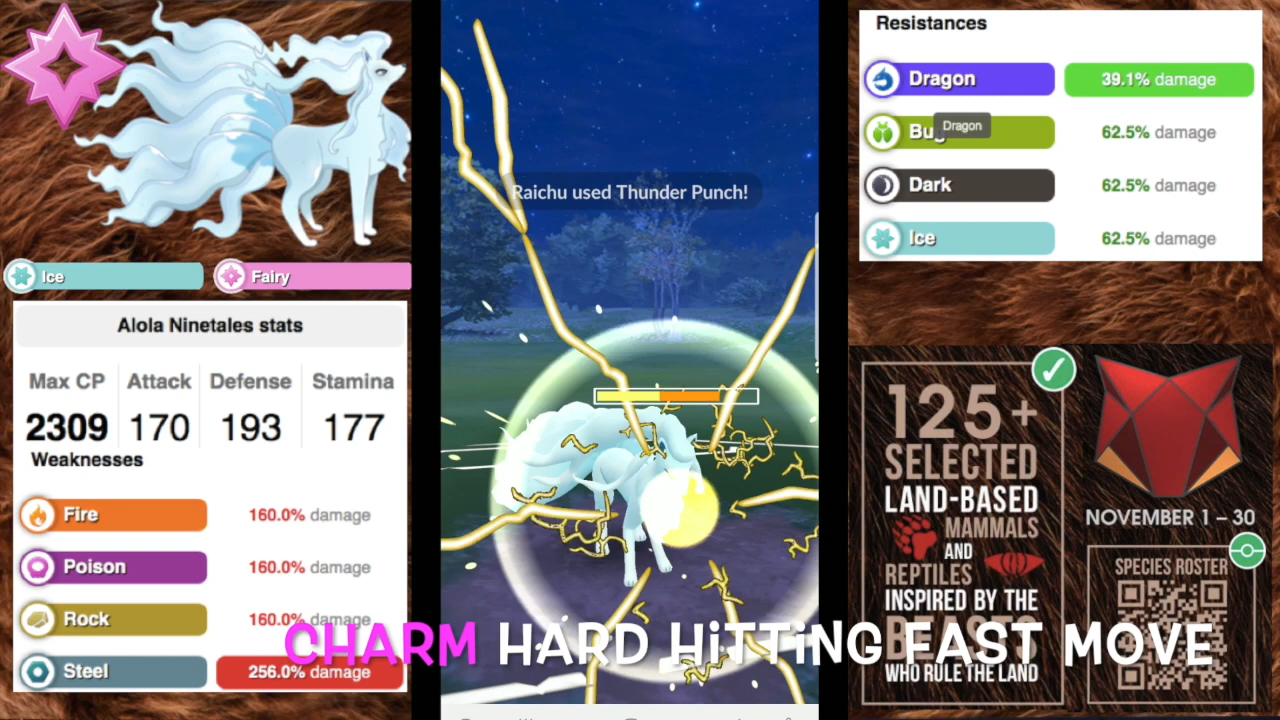 Ice
Fairy
Alola Ninetales stats
Max CP Attack Defense Stamina
2309 170 193 177
Weaknesses
Fire 160.0% damage
Poison 160.0% damage
Rock 160.0% damage
Steel 256.0% damage
Raichu used Thunder Punch!
CHARM HARD HiTTiNG FAST MOVE
Resistances
Dragon 39.1% damage
Bug 62.5% damage
Dragon
Dark 62.5% damage
Ice 62.5% damage
125+
SELECTED
LAND-BASED
MAMMALS
AND
REPTILES
INSPIRED BY THE
BEASTS
WHO RULE THE LAND
NOVEMBER 1 – 30
SPECIES ROSTER